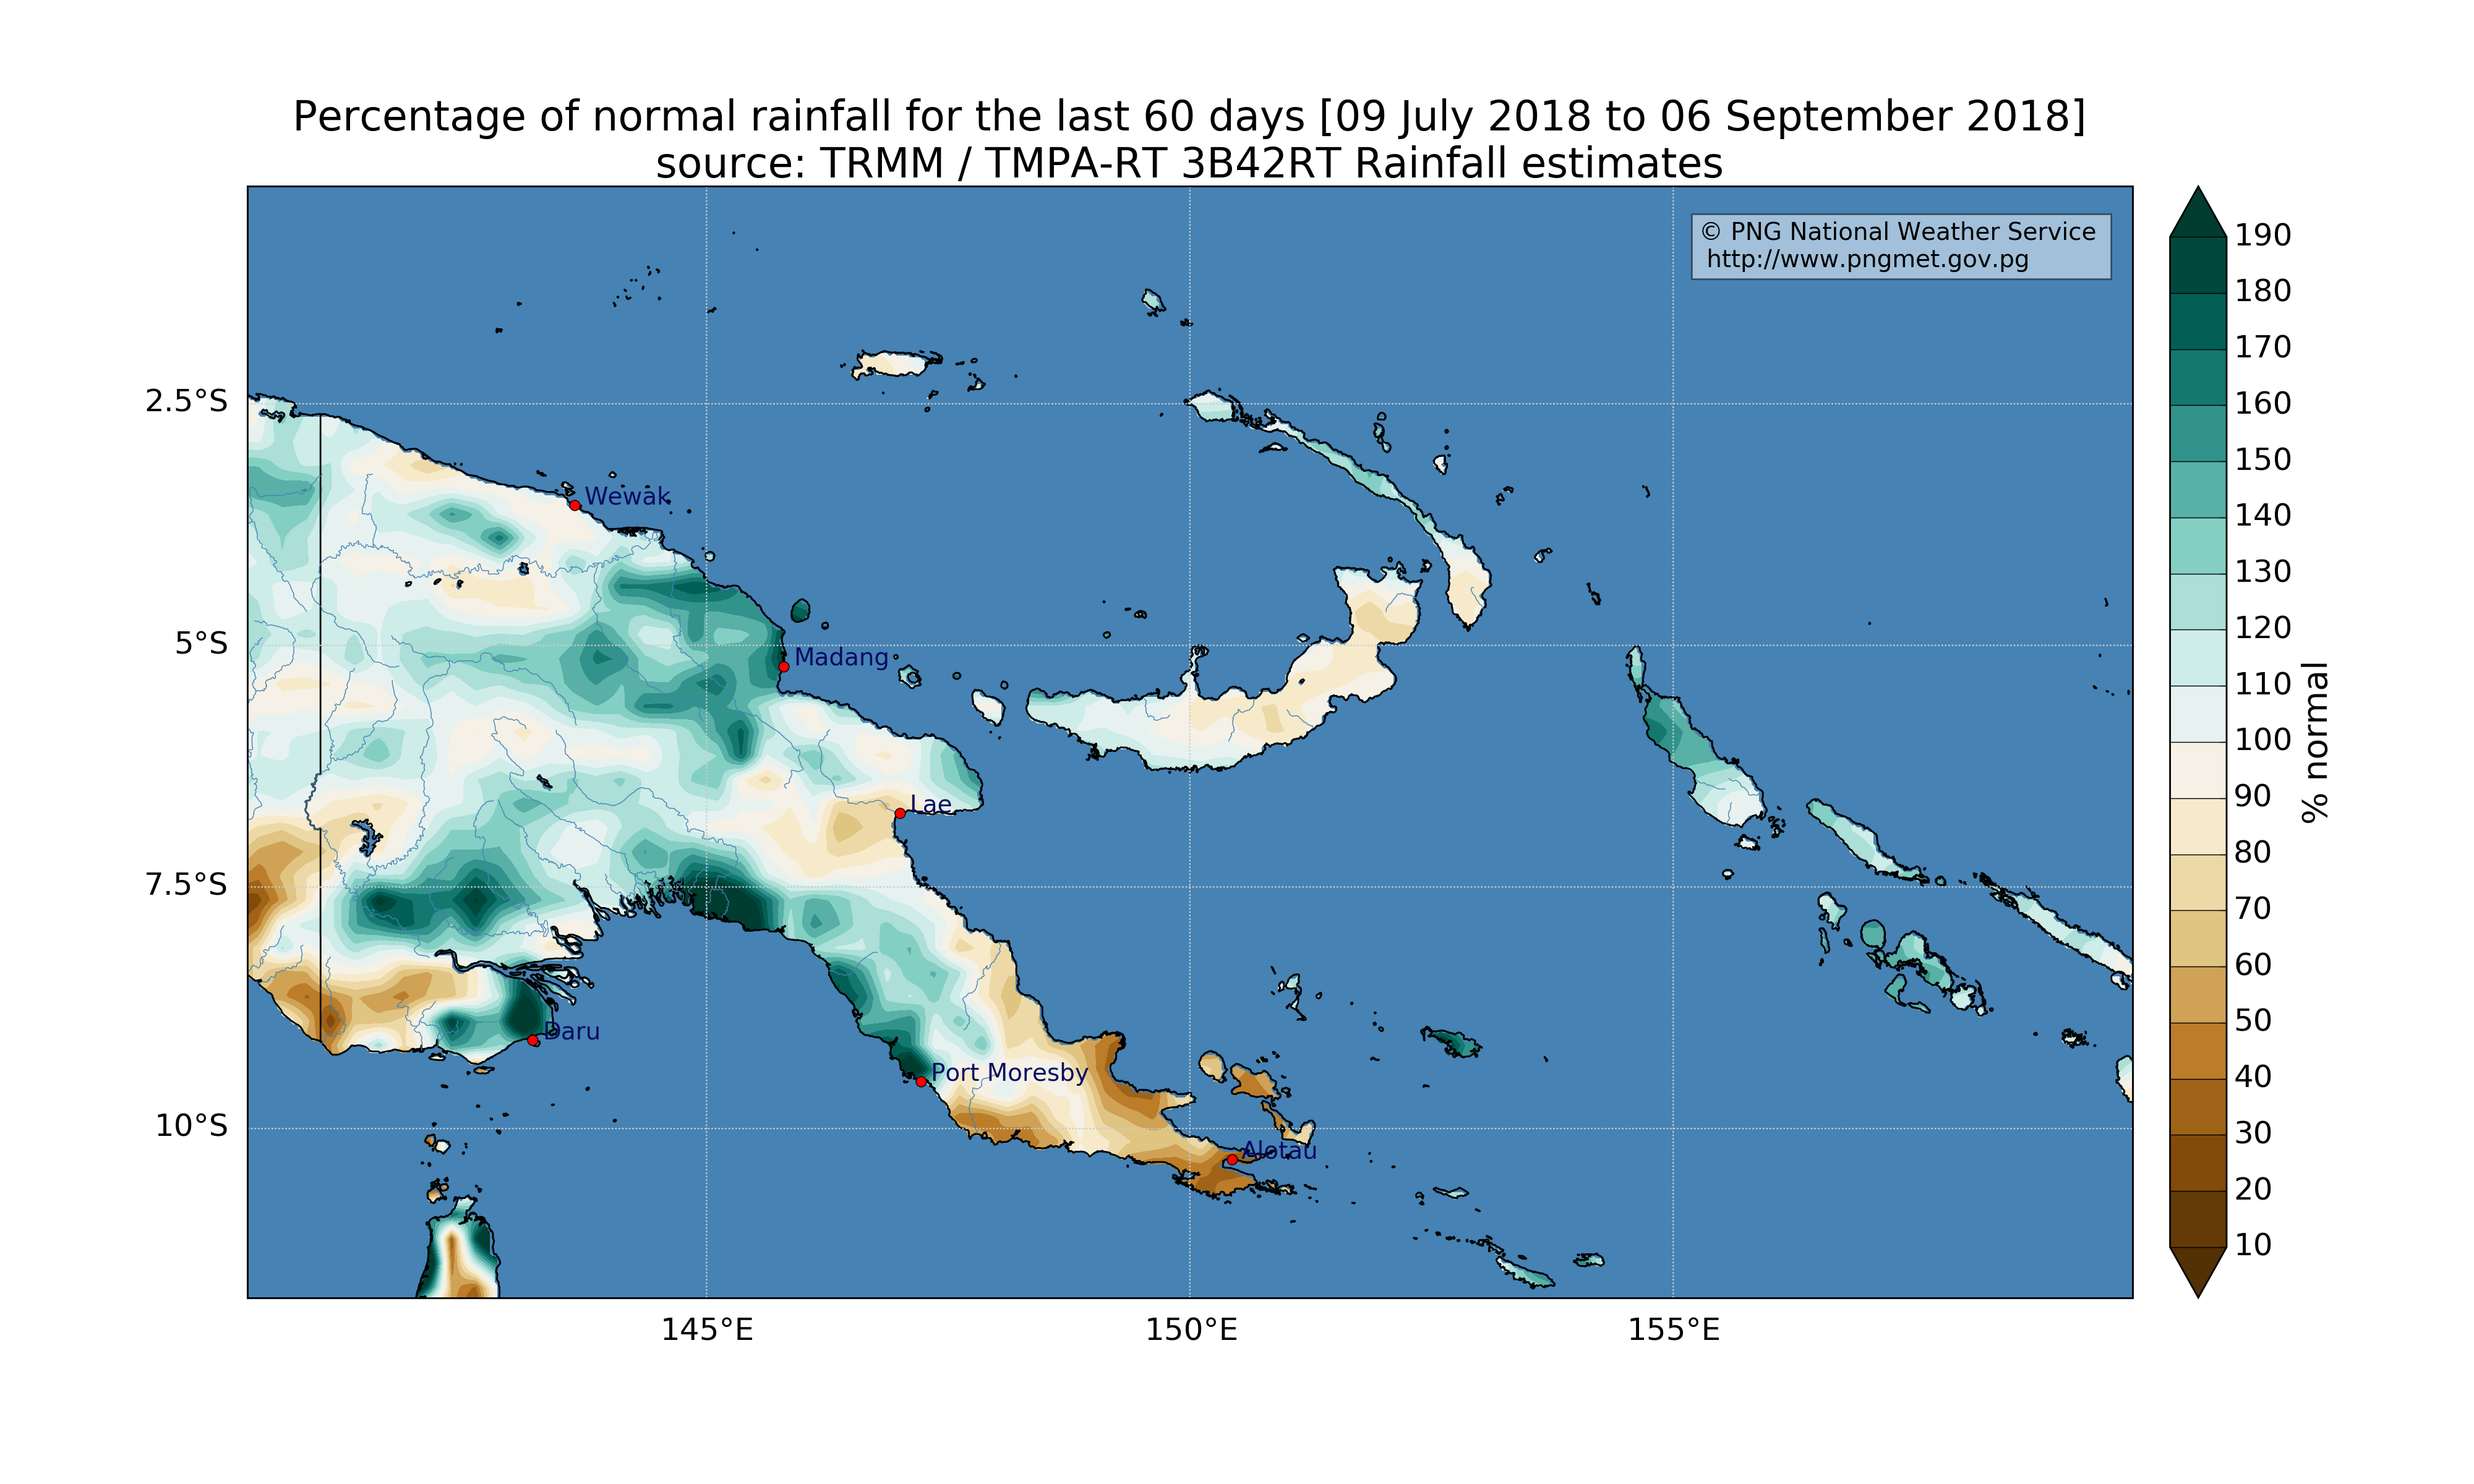 Percentage of normal rainfall for the last 60 days [09 July 2018 to 06 September 2018]
source: TRMM / TMPA-RT 3B42RT Rainfall estimates
© PNG National Weather Service
http://www.pngmet.gov.pg
190
180
170
160
150
140
130
120
110
100
90
80
70
60
50
40
30
20
10
% normal
2.5°S
5°S
7.5°S
10°S
Wewak
Madang
Lae
Daru
Port Moresby
Alotau
145°E
150°E
155°E